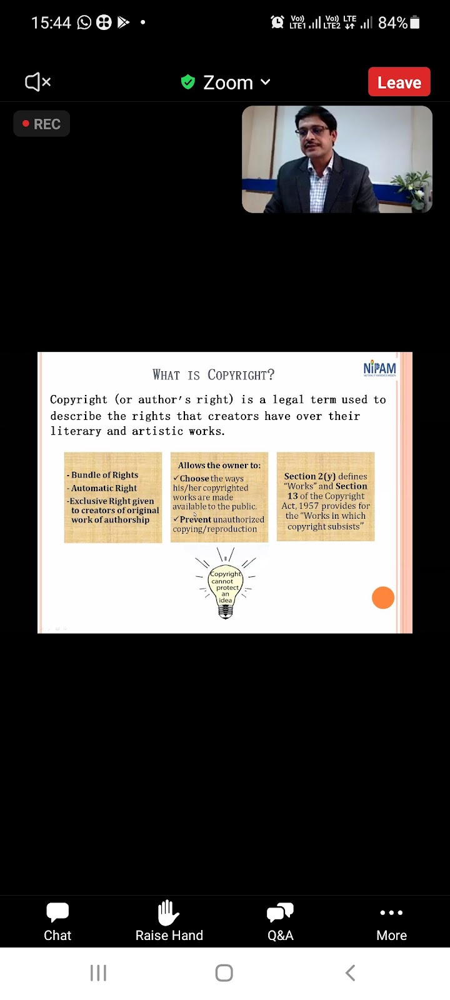 15:44
Vo)) LTE1 Vo)) LTE2 LTE 84%
Zoom
Leave
REC
NIPAM
WHAT IS COPYRIGHT?
Copyright (or author's right) is a legal term used to
describe the rights that creators have over their
literary and artistic works.
- Bundle of Rights
- Automatic Right
-Exclusive Right given
to creators of original
work of authorship
Allows the owner to:
✓Choose the ways
his/her copyrighted
works are made
available to the public.
✓Prevent unauthorized
copying/reproduction
Section 2(y) defines
“Works” and Section
13 of the Copyright
Act, 1957 provides for
the “Works in which
copyright subsists”
Copyright
cannot
protect
an
idea
Chat
Raise Hand
Q&A
More